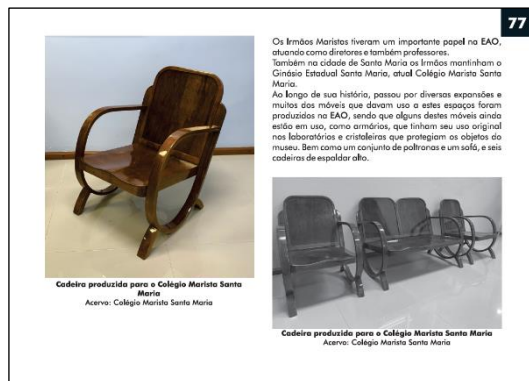 77
Os Irmãos Maristas tiveram um importante papel na EAO,
atuando como diretores e também professores.
Também na cidade de Santa Maria os Irmãos mantinham o
Ginásio Estadual Santa Maria, atual Colégio Marista Santa
Maria.
Ao longo de sua história, passou por diversas expansões e
muitos dos móveis que davam uso a estes espaços foram
produzidos na EAO, sendo que alguns destes móveis ainda
estão em uso, como armários, que tinham seu uso original
nos laboratórios e cristaleiras que protegiam os objetos do
museu. Bem como um conjunto de poltronas e um sofá, e seis
cadeiras de espaldar alto.
Cadeira produzida para o Colégio Marista Santa
Maria
Acervo: Colégio Marista Santa Maria
Cadeira produzida para o Colégio Marista Santa Maria
Acervo: Colégio Marista Santa Maria